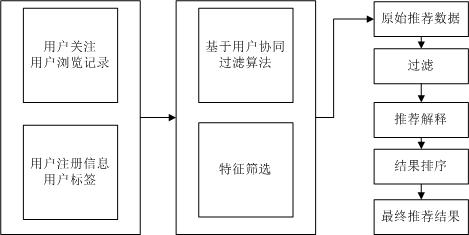 用户关注
用户浏览记录
用户注册信息
用户标签
基于用户协同
过滤算法
特征筛选
原始推荐数据
过滤
推荐解释
结果排序
最终推荐结果